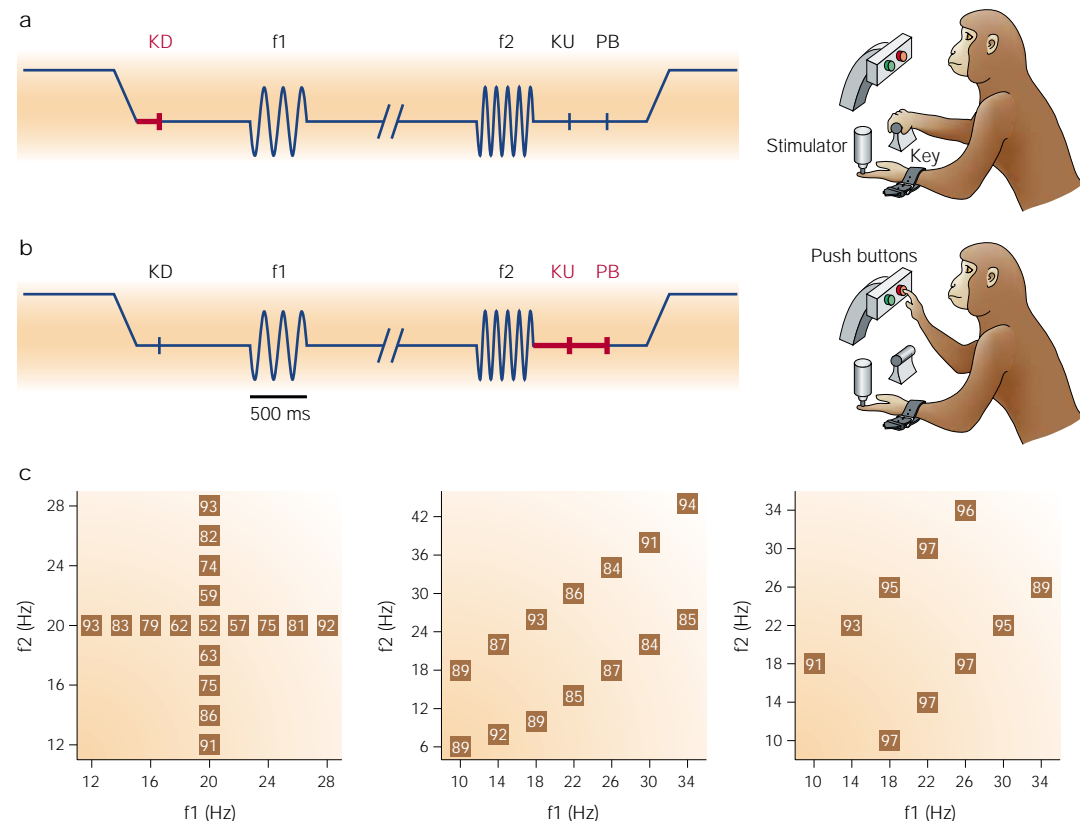 a
KD f1 f2 KU PB
Stimulator
Key
b
KD f1 f2 KU PB
Push buttons
500 ms
c
f2 (Hz)
28
24
20
16
12
93
82
74
59
93 83 79 62 52 57 75 81 92
63
75
86
91
12 16 20 24 28
f1 (Hz)
f2 (Hz)
42
36
30
24
18
12
6
94
91
84
86
93
87
89
85
84
87
85
89
92
89
10 14 18 22 26 30 34
f1 (Hz)
f2 (Hz)
34
30
26
22
18
14
10
96
97
95 89
93 95
91 97
97
97
10 14 18 22 26 30 34
f1 (Hz)